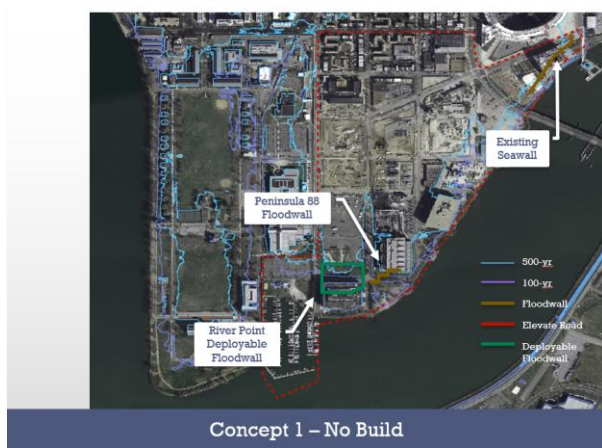 Existing
Seawall
Peninsula 88
Floodwall
River Point
Deployable
Floodwall
500-yr
100-yr
Floodwall
Elevate Road
Deployable
Floodwall
Concept 1 – No Build